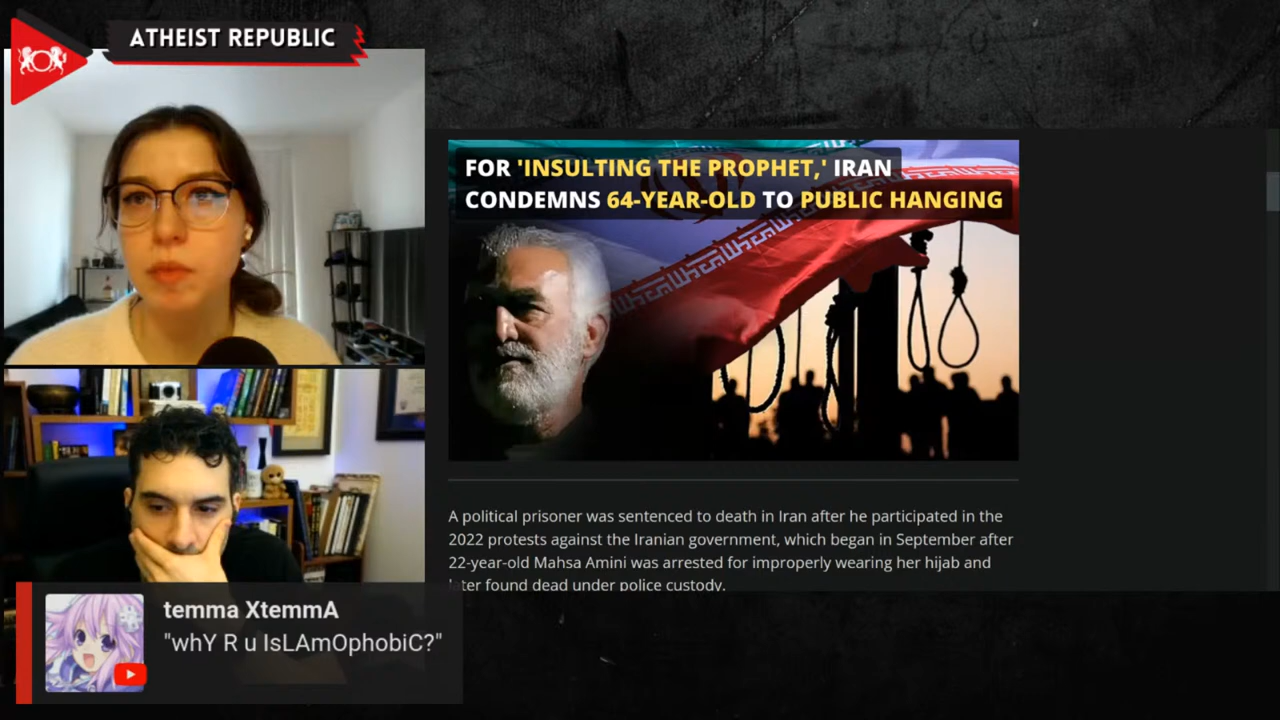 ATHEIST REPUBLIC
FOR 'INSULTING THE PROPHET,' IRAN
CONDEMNS 64-YEAR-OLD TO PUBLIC HANGING
A political prisoner was sentenced to death in Iran after he participated in the
2022 protests against the Iranian government, which began in September after
22-year-old Mahsa Amini was arrested for improperly wearing her hijab and
later found dead under police custody.
temma XtemmA
"whY R u IsLAmOphobiC?"